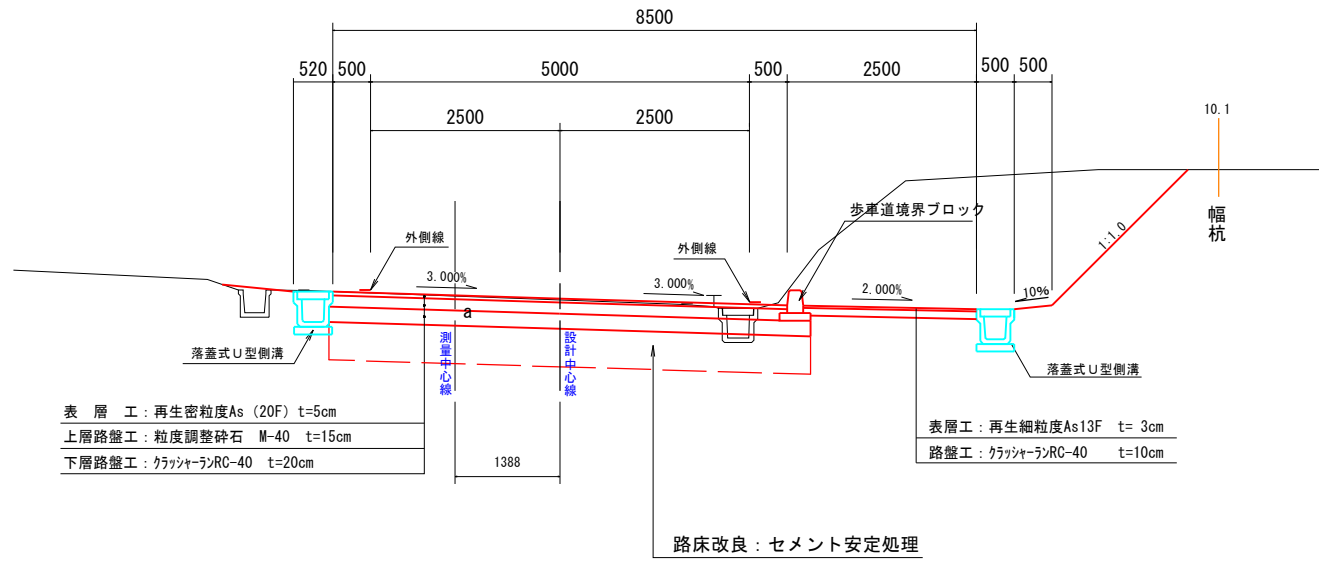 8500
520 500 5000 500 2500 500 500
2500 2500
10.1
幅杭
歩車道境界ブロック
1:1.0
外側線
外側線
3.000%
3.000%
2.000%
10%
a
測量中心線
設計中心線
落蓋式U型側溝
落蓋式U型側溝
表 層 工：再生密粒度As（20F）t=5cm
上層路盤工：粒度調整砕石 M-40 t=15cm
下層路盤工：ｸﾗｯｼｬｰﾗﾝRC-40 t=20cm
表層工：再生細粒度As13F t= 3cm
路盤工：ｸﾗｯｼｬｰﾗﾝRC-40 t=10cm
1388
路床改良：セメント安定処理